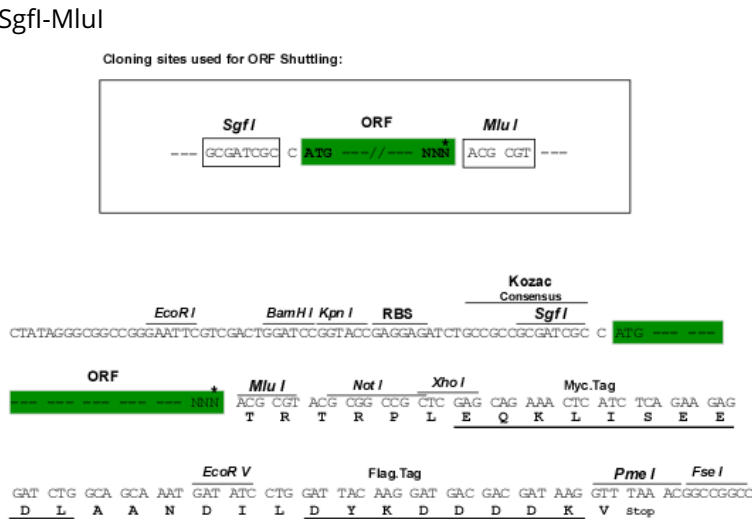 SgfI-MluI
Cloning sites used for ORF Shuttling:
Sgf I ORF Mlu I
*
--- GCGATCGC C ATG ---//--- NNN ACG CGT ---
Kozac
Consensus
EcoR I BamH I Kpn I RBS Sgf I
CTATAGGGCGGCCGGGAATTCGTCGACTGGATCCGGTACCGAGGAGATCTGCCGCCGCGATCGC C ATG --- ---
ORF * Mlu I Not I Xho I Myc.Tag
--- --- --- --- --- --- NNN ACG CGT ACG CGG CCG CTC GAG CAG AAA CTC ATC TCA GAA GAG
T R T R P L E Q K L I S E E
EcoR V Flag.Tag Pme I Fse I
GAT CTG GCA GCA AAT GAT ATC CTG GAT TAC AAG GAT GAC GAC GAT AAG GTT TAA ACGGCCGGCC
D L A A N D I L D Y K D D D D K V Stop